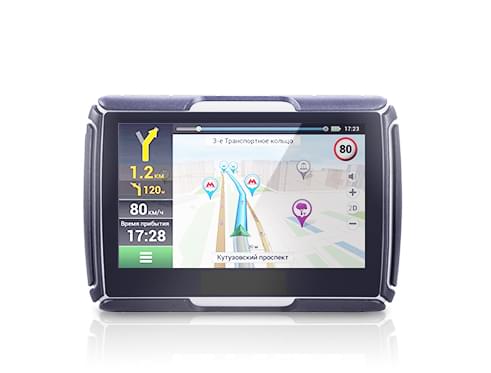 17:23
3-е Транспортное кольцо
80
1.2 км
120м
80 км/ч
Время прибытия
17:28
2D
30 м
Кутузовский проспект